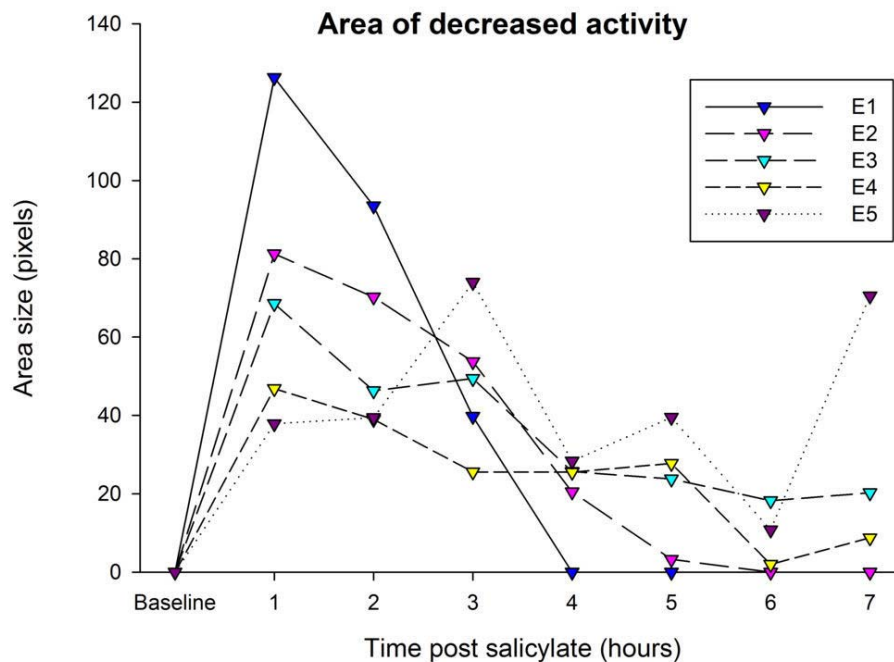 Area of decreased activity
140
120
100
80
60
40
20
0
Area size (pixels)
E1
E2
E3
E4
E5
Baseline 1 2 3 4 5 6 7
Time post salicylate (hours)